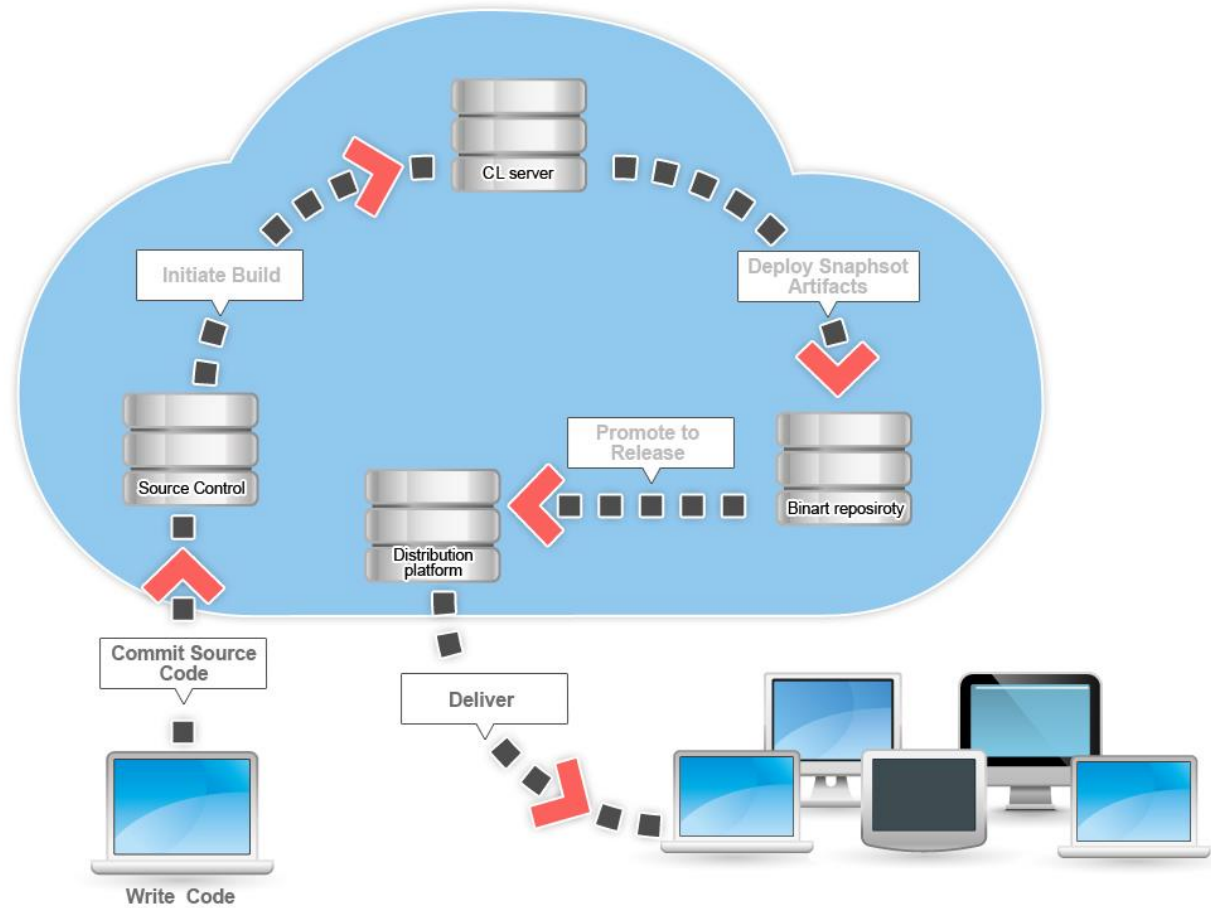 CL server
Initiate Build
Deploy Snaphsot
Artifacts
Source Control
Promote to
Release
Binart reposiroty
Distribution
platform
Commit Source
Code
Deliver
Write Code